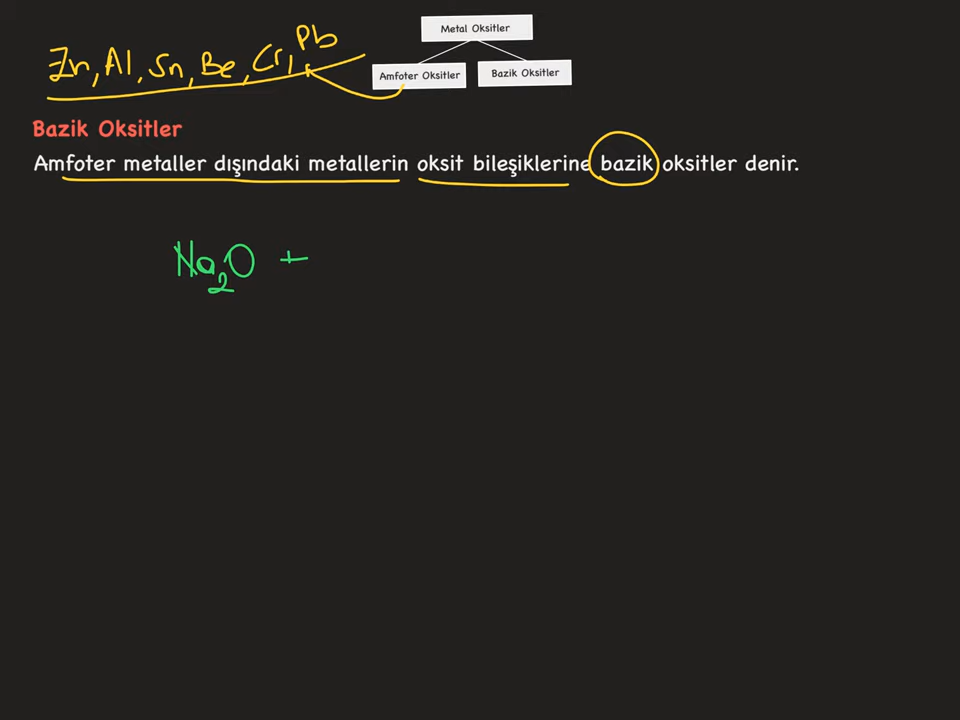 Metal Oksitler
Zn, Al, Sn, Be, Cr, Pb
Amfoter Oksitler
Bazik Oksitler
Bazik Oksitler
Amfoter metaller dışındaki metallerin oksit bileşiklerine bazik oksitler denir.
Na₂O +